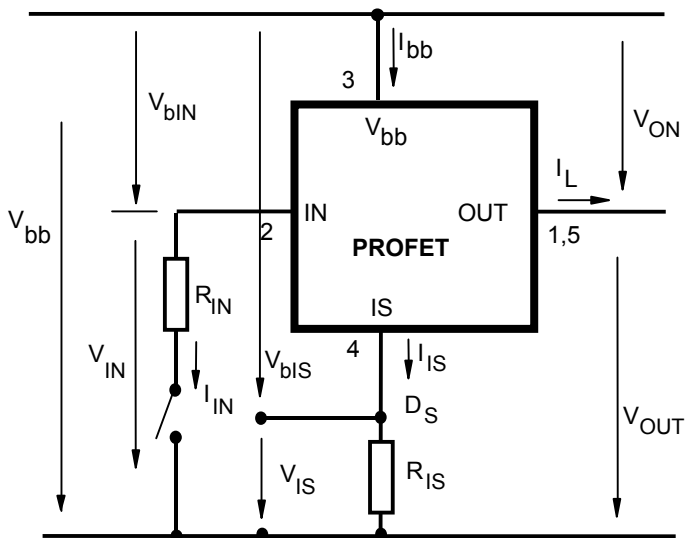 I_bb
3
V_bIN
V_bb
V_ON
I_L
IN
OUT
V_bb
2
PROFET
1,5
R_IN
IS
4
I_IS
V_IN
V_bIS
I_IN
D_S
V_OUT
V_IS
R_IS